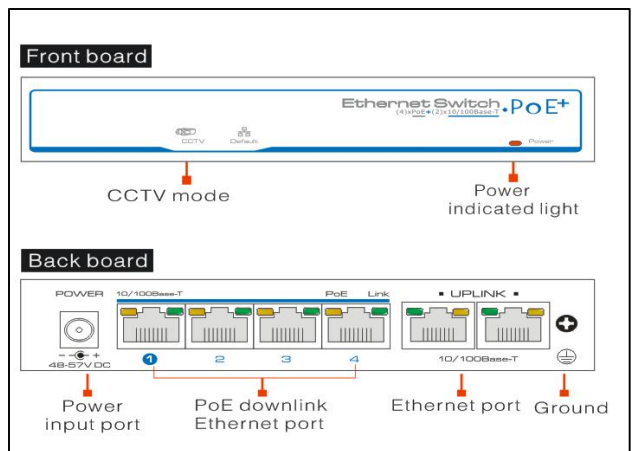 Front board
Ethernet Switch •PoE+
(4)xPoE+(2)x10/100Base-T
CCTV
Default
Power
CCTV mode
Power
indicated light
Back board
POWER
10/100Base-T
PoE
Link
▪ UPLINK ▪
48-57V DC
- +
1
2
3
4
10/100Base-T
Power
input port
PoE downlink
Ethernet port
Ethernet port
Ground